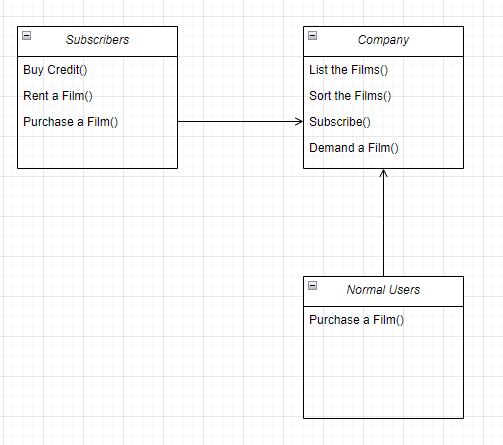 Subscribers
Buy Credit()
Rent a Film()
Purchase a Film()
Company
List the Films()
Sort the Films()
Subscribe()
Demand a Film()
Normal Users
Purchase a Film()